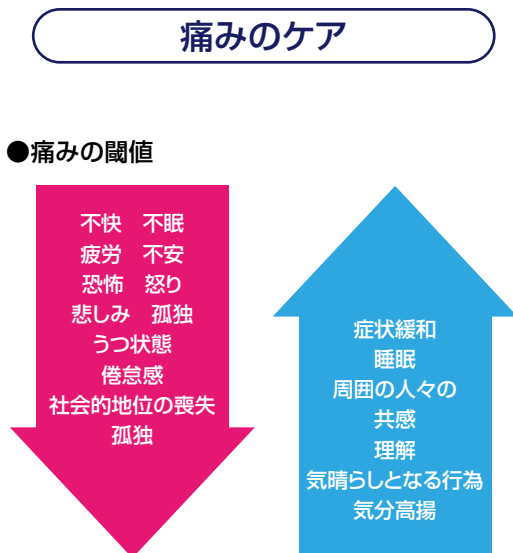 痛みのケア
●痛みの閾値
不快　不眠
疲労　不安
恐怖　怒り
悲しみ　孤独
うつ状態
倦怠感
社会的地位の喪失
孤独
症状緩和
睡眠
周囲の人々の
共感
理解
気晴らしとなる行為
気分高揚